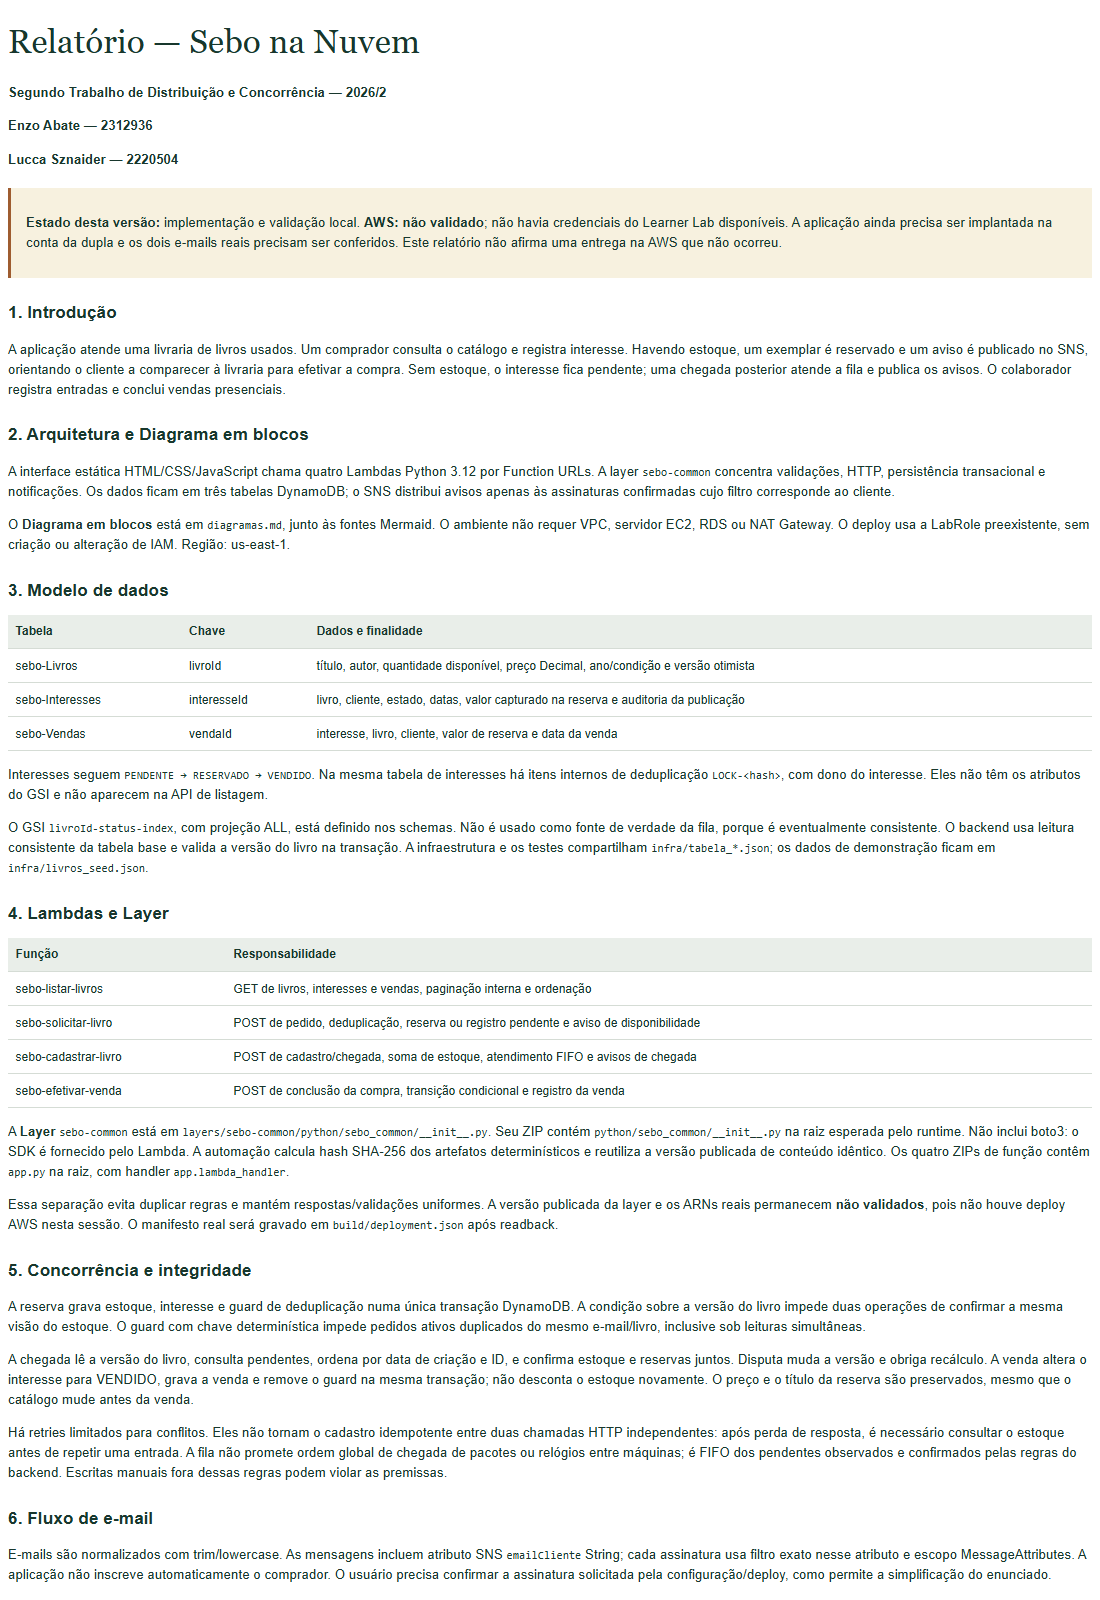 Relatório — Sebo na Nuvem
Segundo Trabalho de Distribuição e Concorrência — 2026/2
Enzo Abate — 2312936
Lucca Sznaider — 2220504
Estado desta versão: implementação e validação local. AWS: não validado; não havia credenciais do Learner Lab disponíveis. A aplicação ainda precisa ser implantada na
conta da dupla e os dois e-mails reais precisam ser conferidos. Este relatório não afirma uma entrega na AWS que não ocorreu.
1. Introdução
A aplicação atende uma livraria de livros usados. Um comprador consulta o catálogo e registra interesse. Havendo estoque, um exemplar é reservado e um aviso é publicado no SNS,
orientando o cliente a comparecer à livraria para efetivar a compra. Sem estoque, o interesse fica pendente; uma chegada posterior atende a fila e publica os avisos. O colaborador
registra entradas e conclui vendas presenciais.
2. Arquitetura e Diagrama em blocos
A interface estática HTML/CSS/JavaScript chama quatro Lambdas Python 3.12 por Function URLs. A layer sebo-common concentra validações, HTTP, persistência transacional e
notificações. Os dados ficam em três tabelas DynamoDB; o SNS distribui avisos apenas às assinaturas confirmadas cujo filtro corresponde ao cliente.
O Diagrama em blocos está em diagramas.md, junto às fontes Mermaid. O ambiente não requer VPC, servidor EC2, RDS ou NAT Gateway. O deploy usa a LabRole preexistente, sem
criação ou alteração de IAM. Região: us-east-1.
3. Modelo de dados
Tabela Chave Dados e finalidade
sebo-Livros livroId título, autor, quantidade disponível, preço Decimal, ano/condição e versão otimista
sebo-Interesses interesseId livro, cliente, estado, datas, valor capturado na reserva e auditoria da publicação
sebo-Vendas vendaId interesse, livro, cliente, valor de reserva e data da venda
Interesses seguem PENDENTE → RESERVADO → VENDIDO. Na mesma tabela de interesses há itens internos de deduplicação LOCK-<hash>, com dono do interesse. Eles não têm os atributos
do GSI e não aparecem na API de listagem.
O GSI livroId-status-index, com projeção ALL, está definido nos schemas. Não é usado como fonte de verdade da fila, porque é eventualmente consistente. O backend usa leitura
consistente da tabela base e valida a versão do livro na transação. A infraestrutura e os testes compartilham infra/tabela_*.json; os dados de demonstração ficam em
infra/livros_seed.json.
4. Lambdas e Layer
Função Responsabilidade
sebo-listar-livros GET de livros, interesses e vendas, paginação interna e ordenação
sebo-solicitar-livro POST de pedido, deduplicação, reserva ou registro pendente e aviso de disponibilidade
sebo-cadastrar-livro POST de cadastro/chegada, soma de estoque, atendimento FIFO e avisos de chegada
sebo-efetivar-venda POST de conclusão da compra, transição condicional e registro da venda
A Layer sebo-common está em layers/sebo-common/python/sebo_common/__init__.py. Seu ZIP contém python/sebo_common/__init__.py na raiz esperada pelo runtime. Não inclui boto3: o
SDK é fornecido pelo Lambda. A automação calcula hash SHA-256 dos artefatos determinísticos e reutiliza a versão publicada de conteúdo idêntico. Os quatro ZIPs de função contêm
app.py na raiz, com handler app.lambda_handler.
Essa separação evita duplicar regras e mantém respostas/validações uniformes. A versão publicada da layer e os ARNs reais permanecem não validados, pois não houve deploy
AWS nesta sessão. O manifesto real será gravado em build/deployment.json após readback.
5. Concorrência e integridade
A reserva grava estoque, interesse e guard de deduplicação numa única transação DynamoDB. A condição sobre a versão do livro impede duas operações de confirmar a mesma
visão do estoque. O guard com chave determinística impede pedidos ativos duplicados do mesmo e-mail/livro, inclusive sob leituras simultâneas.
A chegada lê a versão do livro, consulta pendentes, ordena por data de criação e ID, e confirma estoque e reservas juntos. Disputa muda a versão e obriga recálculo. A venda altera o
interesse para VENDIDO, grava a venda e remove o guard na mesma transação; não desconta o estoque novamente. O preço e o título da reserva são preservados, mesmo que o
catálogo mude antes da venda.
Há retries limitados para conflitos. Eles não tornam o cadastro idempotente entre duas chamadas HTTP independentes: após perda de resposta, é necessário consultar o estoque
antes de repetir uma entrada. A fila não promete ordem global de chegada de pacotes ou relógios entre máquinas; é FIFO dos pendentes observados e confirmados pelas regras do
backend. Escritas manuais fora dessas regras podem violar as premissas.
6. Fluxo de e-mail
E-mails são normalizados com trim/lowercase. As mensagens incluem atributo SNS emailCliente String; cada assinatura usa filtro exato nesse atributo e escopo MessageAttributes. A
aplicação não inscreve automaticamente o comprador. O usuário precisa confirmar a assinatura solicitada pela configuração/deploy, como permite a simplificação do enunciado.